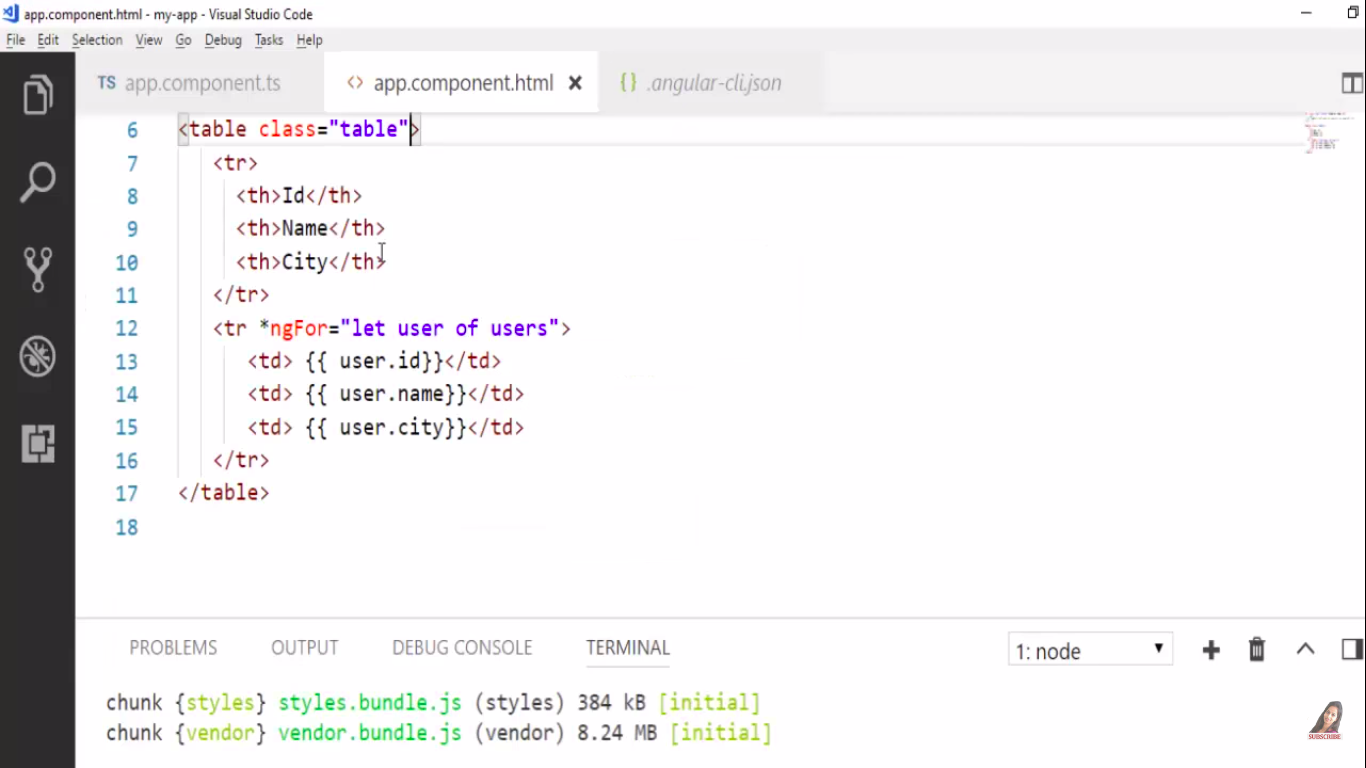 app.component.html - my-app - Visual Studio Code
File Edit Selection View Go Debug Tasks Help
TS app.component.ts <> app.component.html × {} .angular-cli.json
6 <table class="table">
7 <tr>
8 <th>Id</th>
9 <th>Name</th>
10 <th>City</th>
11 </tr>
12 <tr *ngFor="let user of users">
13 <td> {{ user.id}}</td>
14 <td> {{ user.name}}</td>
15 <td> {{ user.city}}</td>
16 </tr>
17 </table>
18
PROBLEMS OUTPUT DEBUG CONSOLE TERMINAL 1: node
chunk {styles} styles.bundle.js (styles) 384 kB [initial]
chunk {vendor} vendor.bundle.js (vendor) 8.24 MB [initial]
SUBSCRIBE